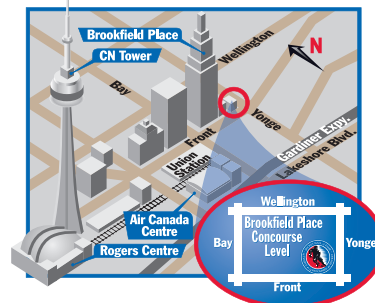 Brookfield Place
Wellington
N
CN Tower
Bay
Yonge
Front
Gardiner Expy.
Lakeshore Blvd.
Union
Station
Air Canada
Centre
Rogers Centre
Wellington
Brookfield Place
Concourse
Level
Bay
Yonge
Front